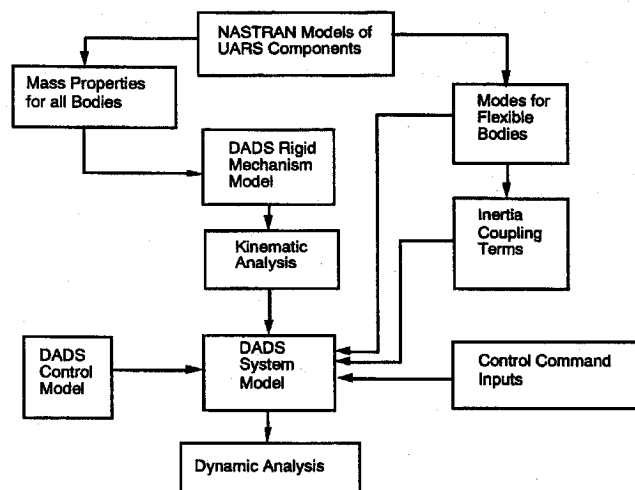 NASTRAN Models of
UARS Components
Mass Properties
for all Bodies
Modes for
Flexible
Bodies
DADS Rigid
Mechanism
Model
Inertia
Coupling
Terms
Kinematic
Analysis
DADS
Control
Model
DADS
System
Model
Control Command
Inputs
Dynamic Analysis